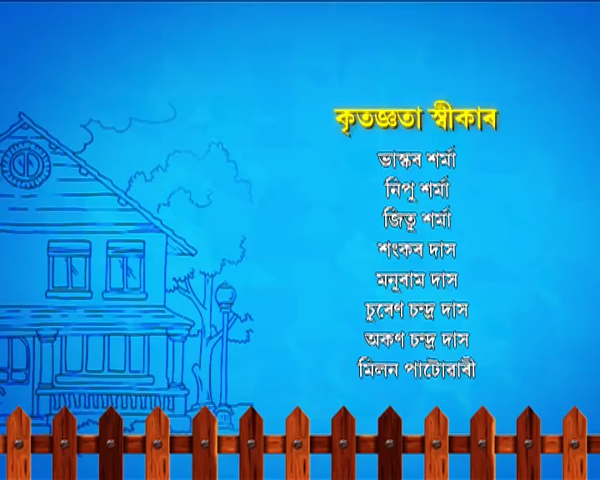 কৃতজ্ঞতা স্বীকাৰ
ভাস্কৰ শৰ্মা
নিপু শৰ্মা
জিতু শৰ্মা
শংকৰ দাস
মনুৰাম দাস
চুৰেণ চন্দ্ৰ দাস
অৰুণ চন্দ্ৰ দাস
মিলন পাটোৱাৰী